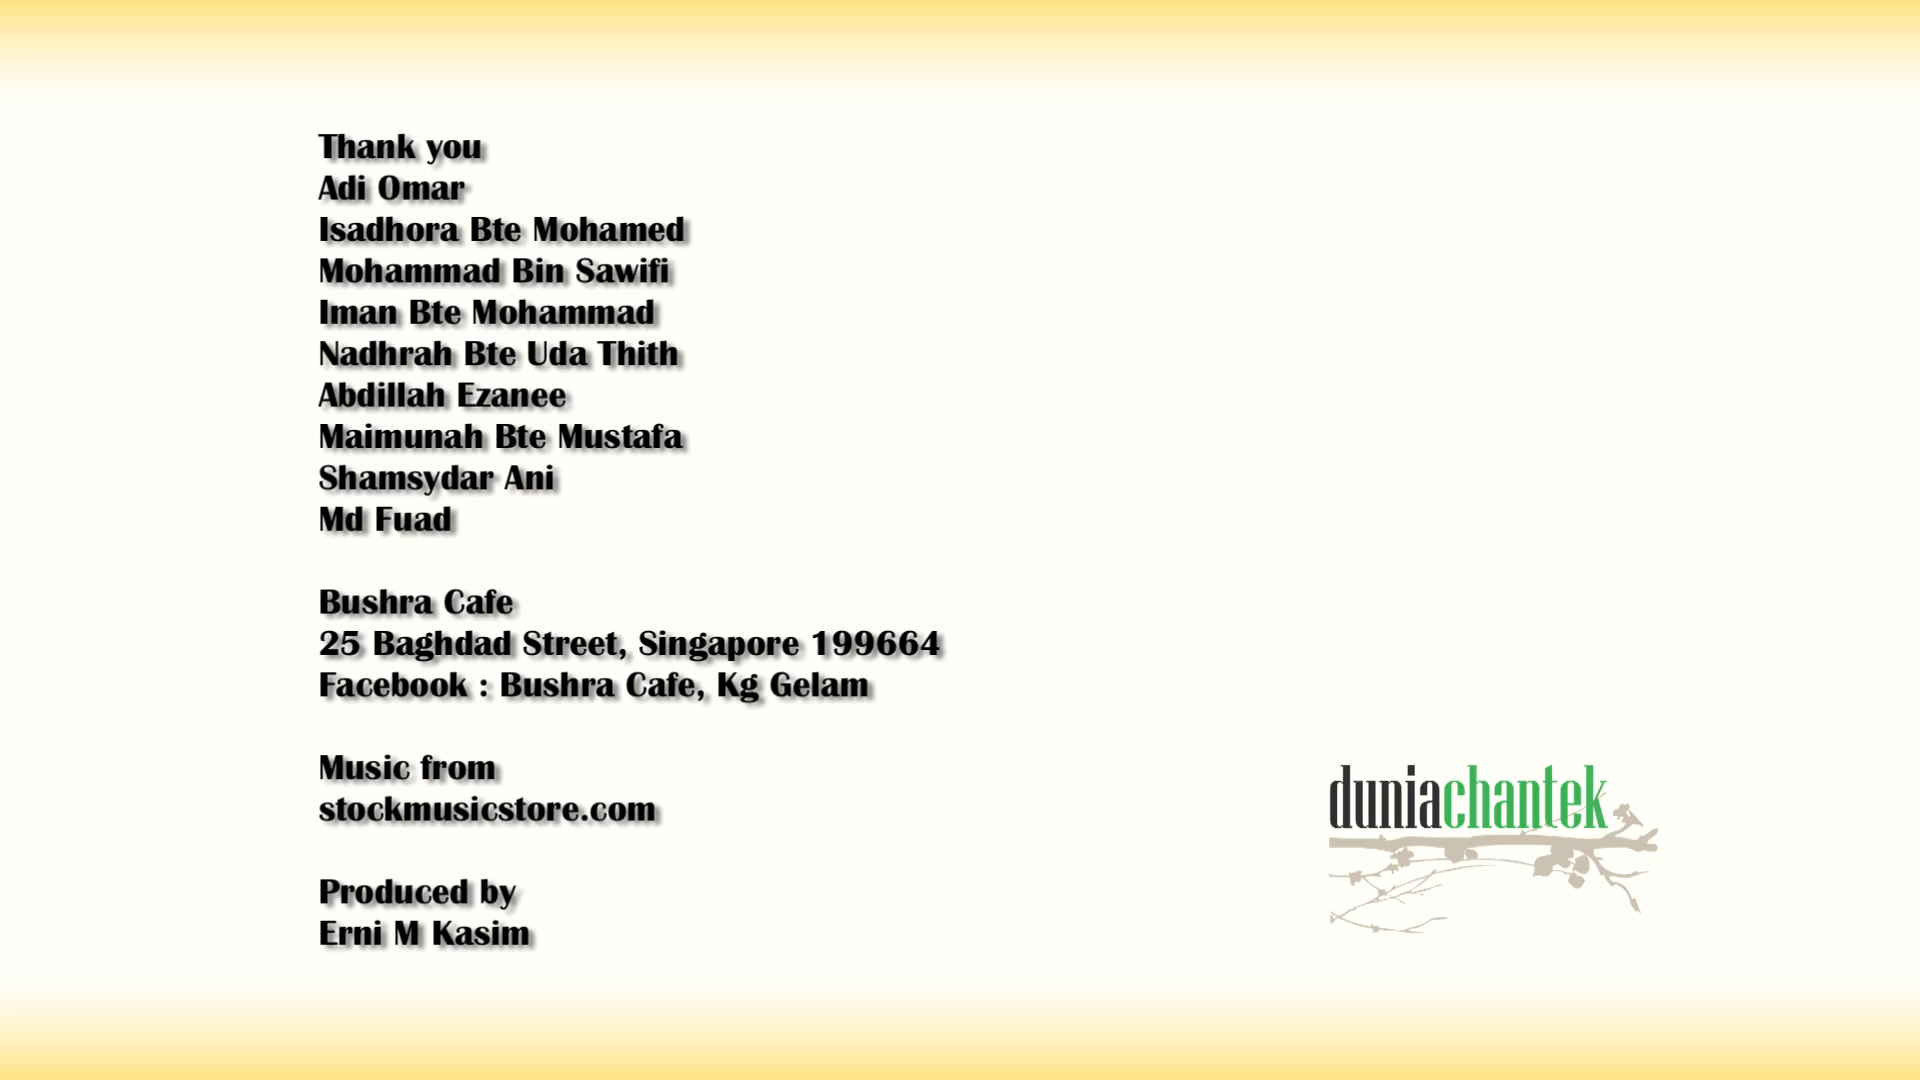 Thank you
Adi Omar
Isadhora Bte Mohamed
Mohammad Bin Sawifi
Iman Bte Mohammad
Nadhrah Bte Uda Thith
Abdillah Ezanee
Maimunah Bte Mustafa
Shamsydar Ani
Md Fuad
Bushra Cafe
25 Baghdad Street, Singapore 199664
Facebook : Bushra Cafe, Kg Gelam
Music from
stockmusicstore.com
Produced by
Erni M Kasim
duniachantek